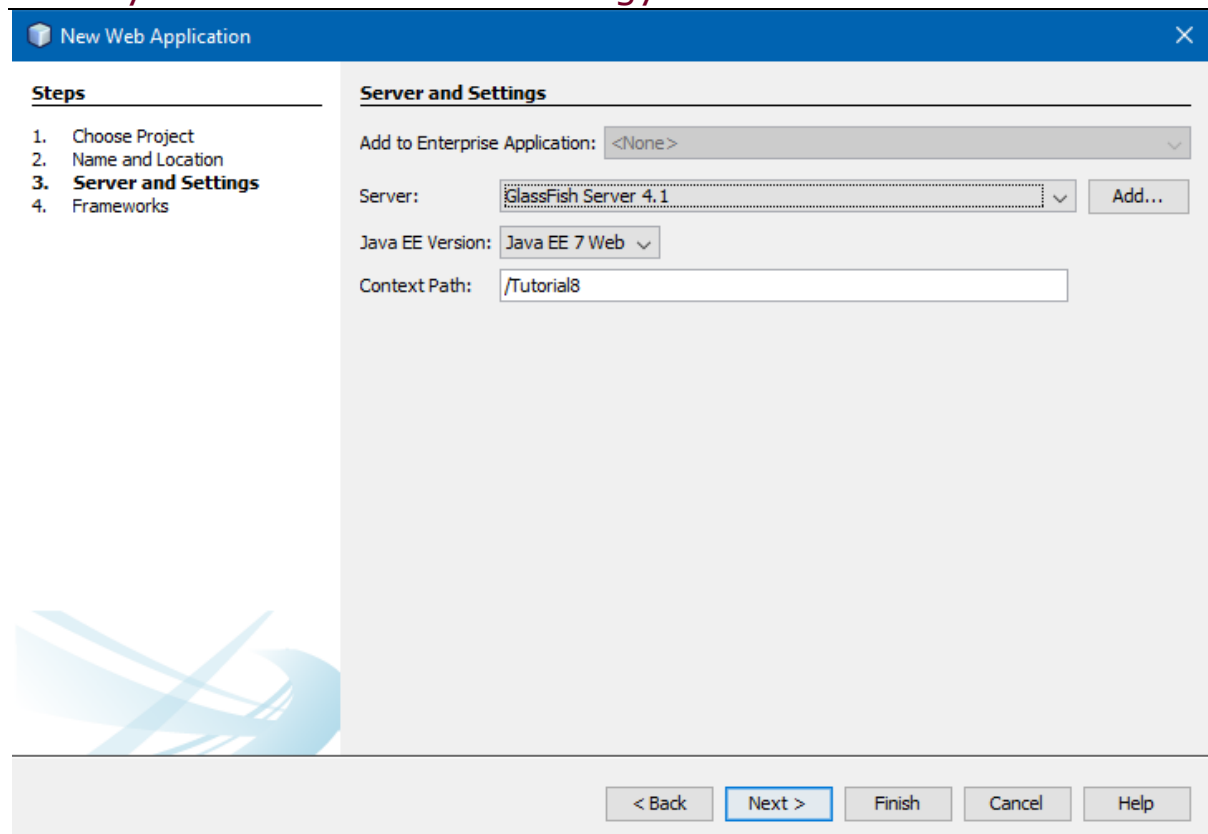 New Web Application
Steps
1. Choose Project
2. Name and Location
3. Server and Settings
4. Frameworks
Server and Settings
Add to Enterprise Application: <None>
Server: GlassFish Server 4.1 Add...
Java EE Version: Java EE 7 Web
Context Path: /Tutorial8
< Back Next > Finish Cancel Help